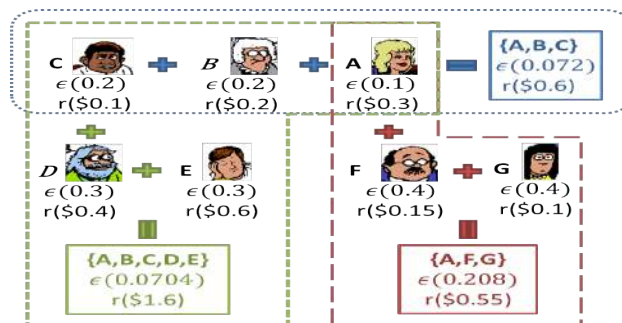 C B A {A,B,C}
ϵ(0.2) ϵ(0.2) ϵ(0.1) ϵ(0.072)
r($0.1) r($0.2) r($0.3) r($0.6)
D E F G
ϵ(0.3) ϵ(0.3) ϵ(0.4) ϵ(0.4)
r($0.4) r($0.6) r($0.15) r($0.1)
{A,B,C,D,E} {A,F,G}
ϵ(0.0704) ϵ(0.208)
r($1.6) r($0.55)